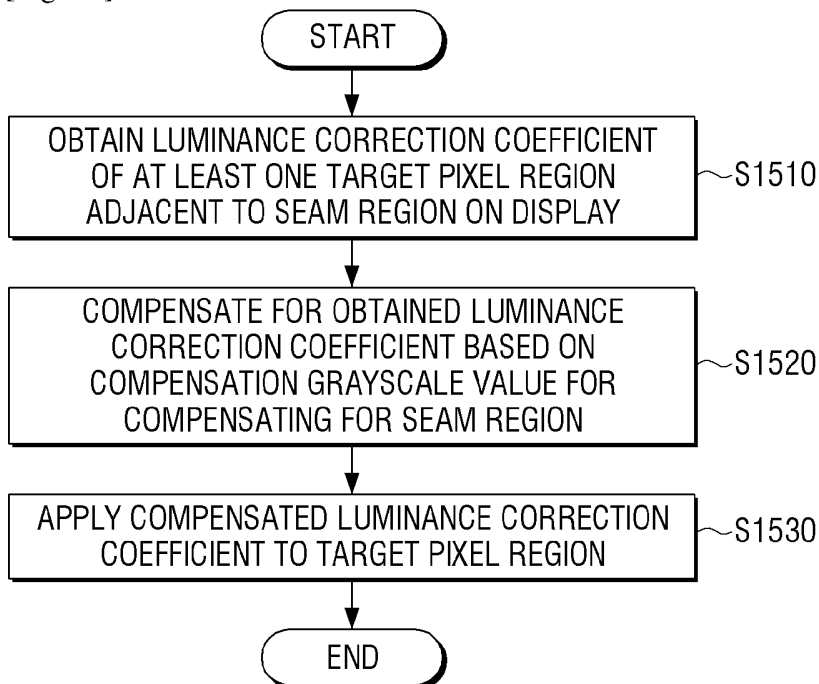 START
OBTAIN LUMINANCE CORRECTION COEFFICIENT
OF AT LEAST ONE TARGET PIXEL REGION
ADJACENT TO SEAM REGION ON DISPLAY
S1510
COMPENSATE FOR OBTAINED LUMINANCE
CORRECTION COEFFICIENT BASED ON
COMPENSATION GRAYSCALE VALUE FOR
COMPENSATING FOR SEAM REGION
S1520
APPLY COMPENSATED LUMINANCE CORRECTION
COEFFICIENT TO TARGET PIXEL REGION
S1530
END